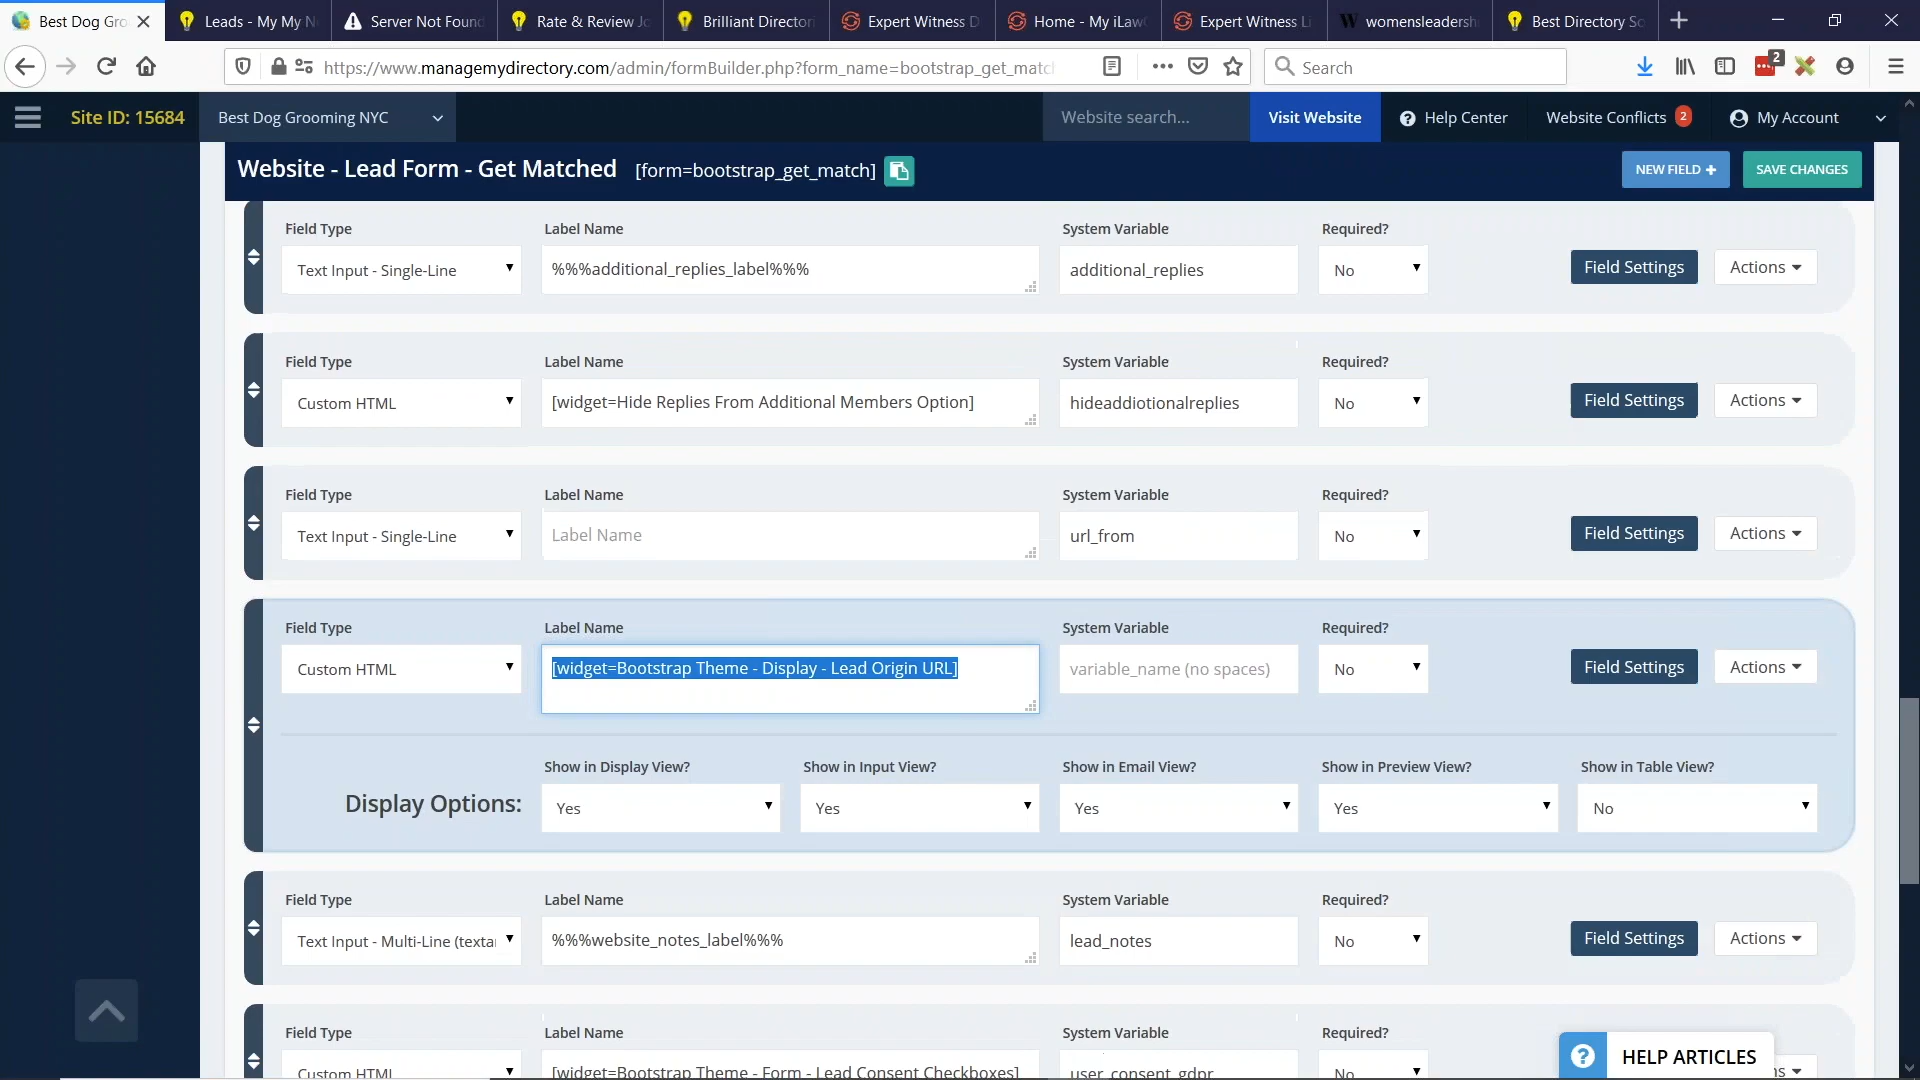 Best Dog Gro
Leads - My My N
Server Not Found
Rate & Review Jo
Brilliant Directori
Expert Witness D
Home - My iLaw
Expert Witness Li
womensleadersh
Best Directory So
https://www.managemydirectory.com/admin/formBuilder.php?form_name=bootstrap_get_match
Search
2
Site ID: 15684
Best Dog Grooming NYC
Website search...
Visit Website
Help Center
Website Conflicts 2
My Account
Website - Lead Form - Get Matched [form=bootstrap_get_match]
NEW FIELD +
SAVE CHANGES
Field Type Label Name System Variable Required?
Text Input - Single-Line %%%additional_replies_label%%% additional_replies No Field Settings Actions
Field Type Label Name System Variable Required?
Custom HTML [widget=Hide Replies From Additional Members Option] hideaddiotionalreplies No Field Settings Actions
Field Type Label Name System Variable Required?
Text Input - Single-Line Label Name url_from No Field Settings Actions
Field Type Label Name System Variable Required?
Custom HTML [widget=Bootstrap Theme - Display - Lead Origin URL] variable_name (no spaces) No Field Settings Actions
Show in Display View? Show in Input View? Show in Email View? Show in Preview View? Show in Table View?
Display Options: Yes Yes Yes Yes No
Field Type Label Name System Variable Required?
Text Input - Multi-Line (textar %%%website_notes_label%%% lead_notes No Field Settings Actions
Field Type Label Name System Variable Required?
Custom HTML [widget=Bootstrap Theme - Form - Lead Consent Checkboxes] user_consent_gdpr No
? HELP ARTICLES